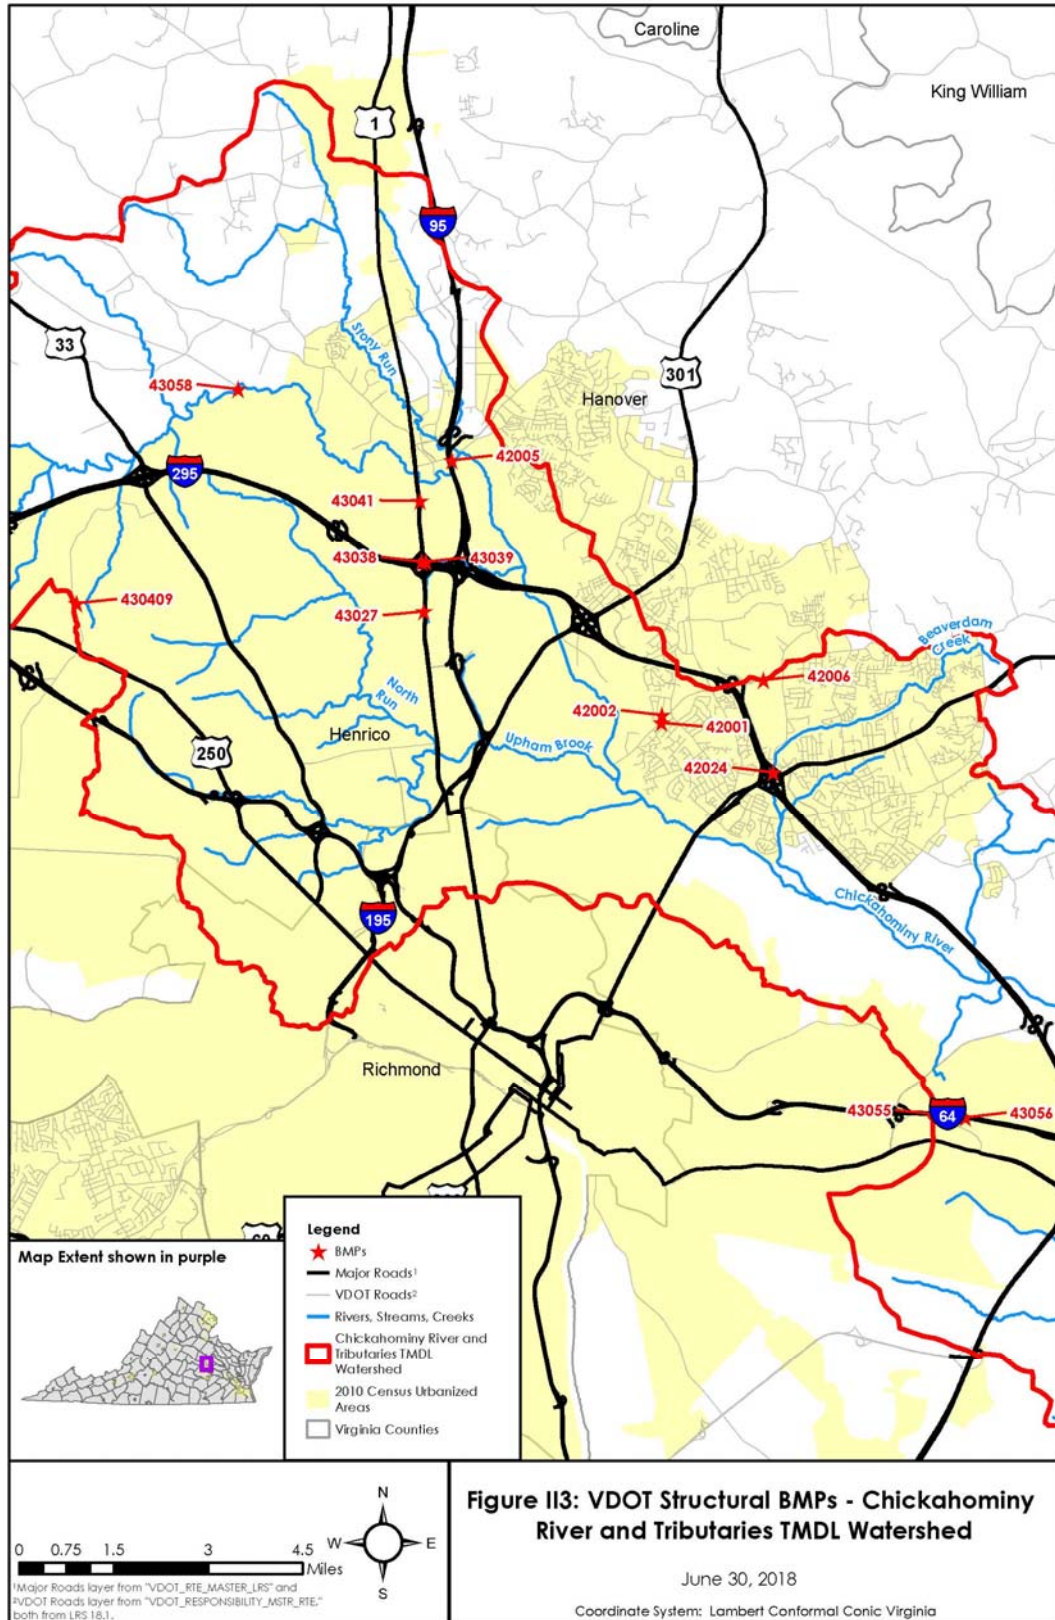 Caroline
King William
1
95
33
301
Stony Run
43058
Hanover
42005
295
43041
43038
43039
430409
43027
Beaverdam
Creek
42006
North
Run
42002
Henrico
Upham Brook
42001
250
42024
Chickahominy
River
195
Richmond
43055
64
43056
Map Extent shown in purple
Legend
BMPs
Major Roads¹
VDOT Roads²
Rivers, Streams, Creeks
Chickahominy River and
Tributaries TMDL
Watershed
2010 Census Urbanized
Areas
Virginia Counties
N
W
E
S
0 0.75 1.5 3 4.5
Miles
¹Major Roads layer from "VDOT_RTE_MASTER_LRS" and
²VDOT Roads layer from "VDOT_RESPONSIBILITY_MSTR_RTE,"
both from LRS 18.1.
Figure II3: VDOT Structural BMPs - Chickahominy
River and Tributaries TMDL Watershed
June 30, 2018
Coordinate System: Lambert Conformal Conic Virginia